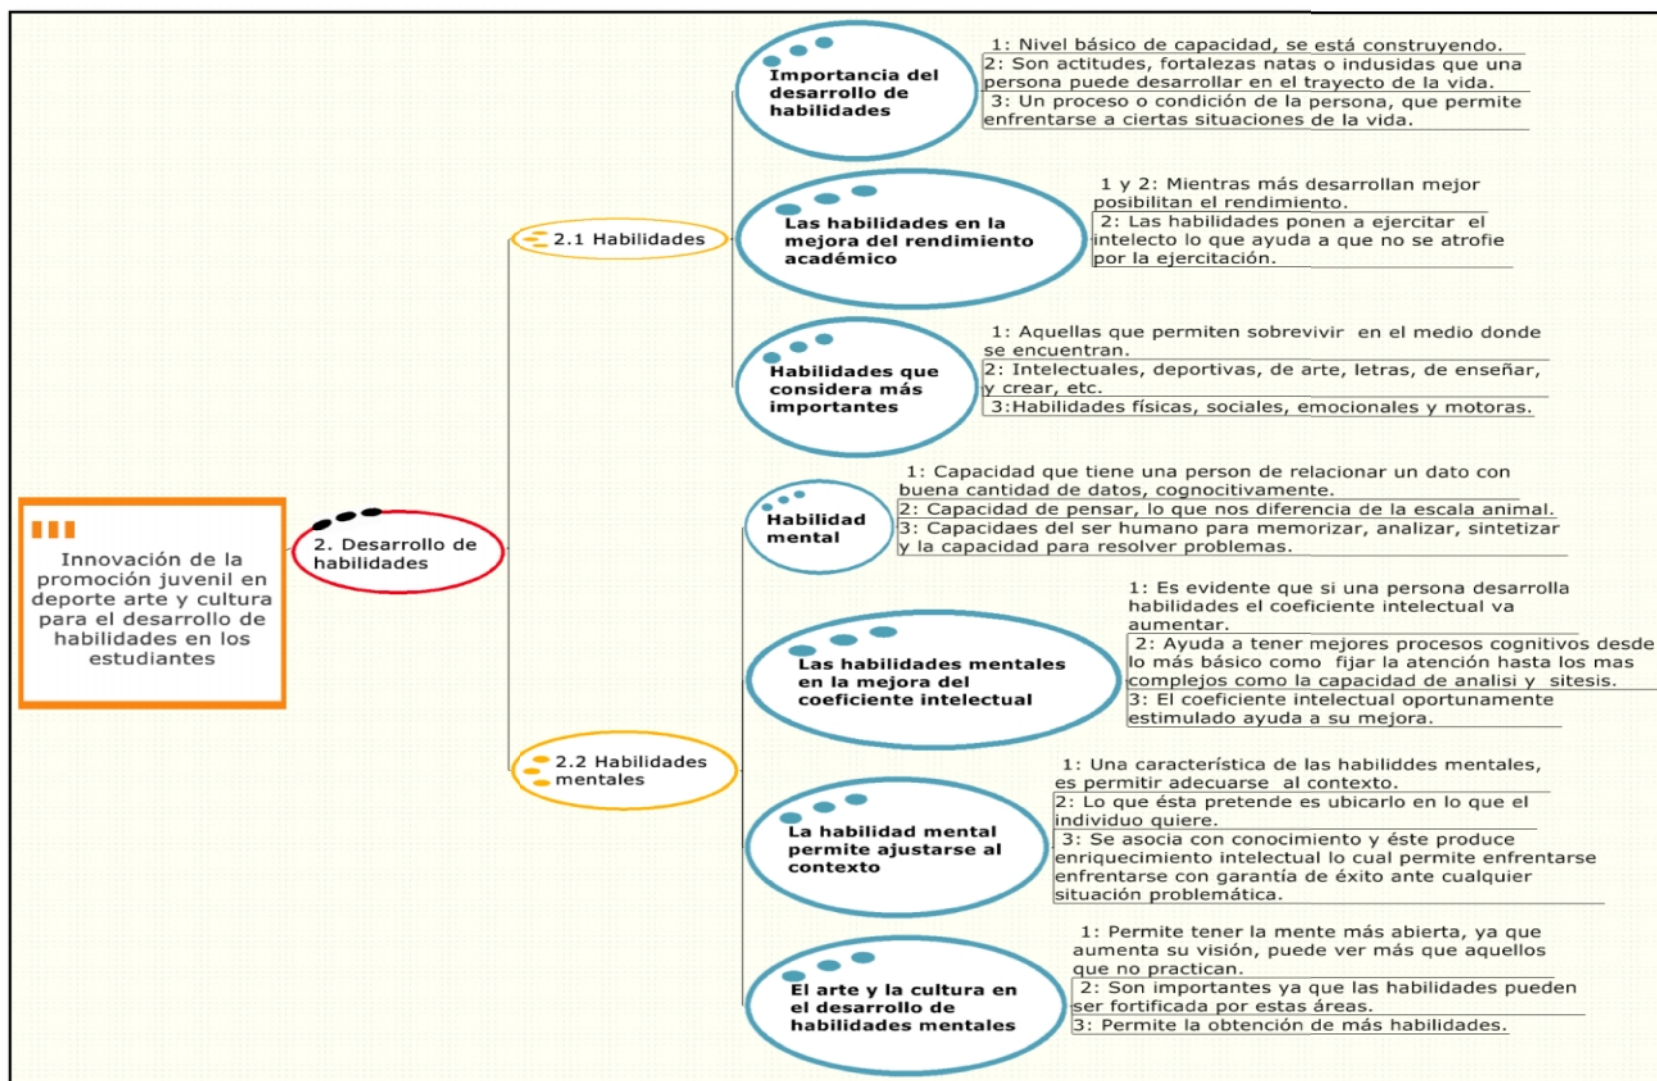 Innovación de la
promoción juvenil en
deporte arte y cultura
para el desarrollo de
habilidades en los
estudiantes
2. Desarrollo de
habilidades
2.1 Habilidades
Importancia del
desarrollo de
habilidades
1: Nivel básico de capacidad, se está construyendo.
2: Son actitudes, fortalezas natas o indusidas que una
persona puede desarrollar en el trayecto de la vida.
3: Un proceso o condición de la persona, que permite
enfrentarse a ciertas situaciones de la vida.
Las habilidades en la
mejora del rendimiento
académico
1 y 2: Mientras más desarrollan mejor
posibilitan el rendimiento.
2: Las habilidades ponen a ejercitar el
intelecto lo que ayuda a que no se atrofie
por la ejercitación.
Habilidades que
considera más
importantes
1: Aquellas que permiten sobrevivir en el medio donde
se encuentran.
2: Intelectuales, deportivas, de arte, letras, de enseñar,
y crear, etc.
3:Habilidades físicas, sociales, emocionales y motoras.
2.2 Habilidades
mentales
Habilidad
mental
1: Capacidad que tiene una person de relacionar un dato con
buena cantidad de datos, cognocitivamente.
2: Capacidad de pensar, lo que nos diferencia de la escala animal.
3: Capacidaes del ser humano para memorizar, analizar, sintetizar
y la capacidad para resolver problemas.
Las habilidades mentales
en la mejora del
coeficiente intelectual
1: Es evidente que si una persona desarrolla
habilidades el coeficiente intelectual va
aumentar.
2: Ayuda a tener mejores procesos cognitivos desde
lo más básico como fijar la atención hasta los mas
complejos como la capacidad de analisi y sitesis.
3: El coeficiente intelectual oportunamente
estimulado ayuda a su mejora.
La habilidad mental
permite ajustarse al
contexto
1: Una característica de las habiliddes mentales,
es permitir adecuarse al contexto.
2: Lo que ésta pretende es ubicarlo en lo que el
individuo quiere.
3: Se asocia con conocimiento y éste produce
enriquecimiento intelectual lo cual permite enfrentarse
enfrentarse con garantía de éxito ante cualquier
situación problemática.
El arte y la cultura en
el desarrollo de
habilidades mentales
1: Permite tener la mente más abierta, ya que
aumenta su visión, puede ver más que aquellos
que no practican.
2: Son importantes ya que las habilidades pueden
ser fortificada por estas áreas.
3: Permite la obtención de más habilidades.